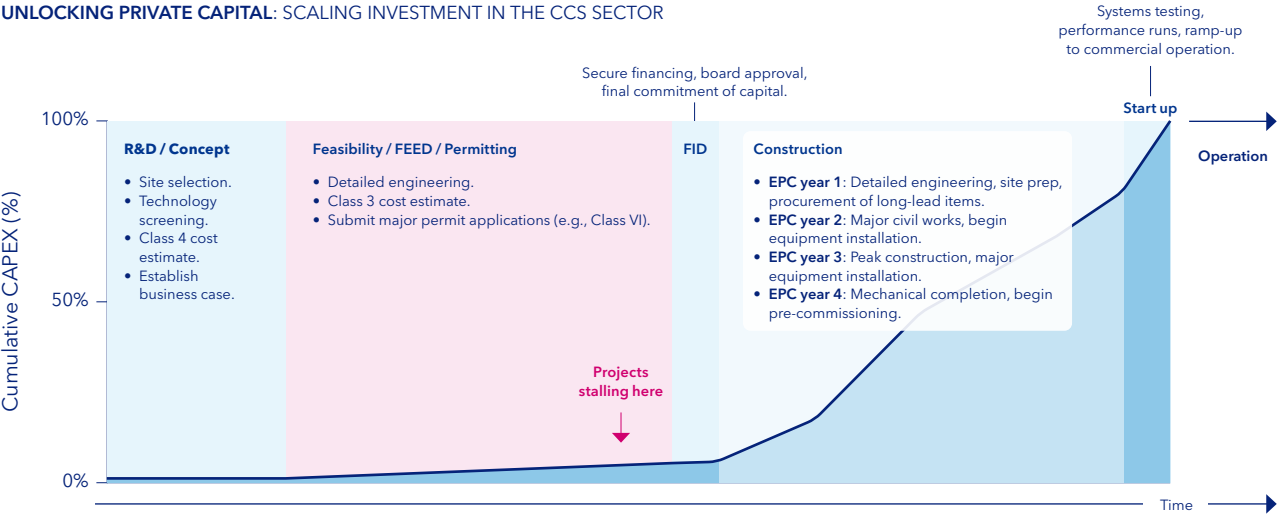 UNLOCKING PRIVATE CAPITAL: SCALING INVESTMENT IN THE CCS SECTOR
Systems testing,
performance runs, ramp-up
to commercial operation.
Secure financing, board approval,
final commitment of capital.
Start up
Operation
Cumulative CAPEX (%)
100%
50%
0%
R&D / Concept
• Site selection.
• Technology
screening.
• Class 4 cost
estimate.
• Establish
business case.
Feasibility / FEED / Permitting
• Detailed engineering.
• Class 3 cost estimate.
• Submit major permit applications (e.g., Class VI).
Projects
stalling here
FID
Construction
• EPC year 1: Detailed engineering, site prep,
procurement of long-lead items.
• EPC year 2: Major civil works, begin
equipment installation.
• EPC year 3: Peak construction, major
equipment installation.
• EPC year 4: Mechanical completion, begin
pre-commissioning.
Time